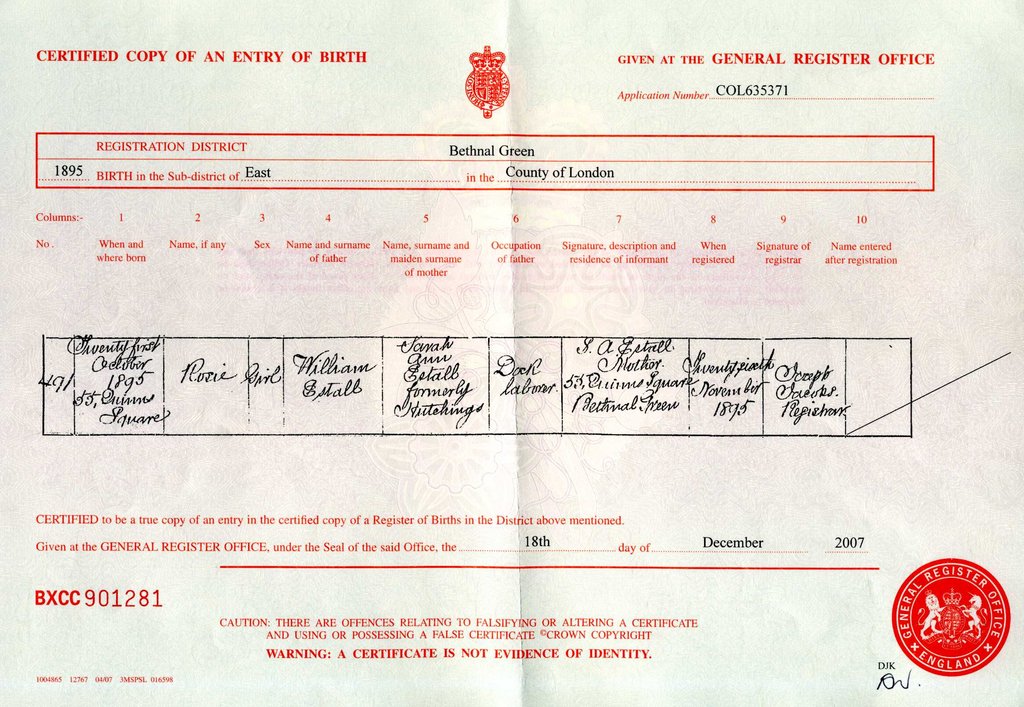 CERTIFIED COPY OF AN ENTRY OF BIRTH
GIVEN AT THE GENERAL REGISTER OFFICE
Application Number COL635371
REGISTRATION DISTRICT Bethnal Green
1895 BIRTH in the Sub-district of East in the County of London
Columns:- 1 2 3 4 5 6 7 8 9 10
No. When and where born
Name, if any
Sex
Name and surname of father
Name, surname and maiden surname of mother
Occupation of father
Signature, description and residence of informant
When registered
Signature of registrar
Name entered after registration
491
Twenty first
October
1895
55, Quinns
Square
Rosie
Girl
William
Estall
Sarah
Ann
Estall
formerly
Hutchings
Dock
laborer.
S. A. Estall
Mother
55, Quinns Square
Bethnal Green
Twenty sixth
November
1895
Joseph
Jacobs.
Registrar
CERTIFIED to be a true copy of an entry in the certified copy of a Register of Births in the District above mentioned.
Given at the GENERAL REGISTER OFFICE, under the Seal of the said Office, the 18th day of December 2007
BXCC 901281
CAUTION: THERE ARE OFFENCES RELATING TO FALSIFYING OR ALTERING A CERTIFICATE
AND USING OR POSSESSING A FALSE CERTIFICATE ©CROWN COPYRIGHT
WARNING: A CERTIFICATE IS NOT EVIDENCE OF IDENTITY.
1004865 12767 04/07 3MSPSL 016598
GENERAL REGISTER OFFICE
ENGLAND
DJK